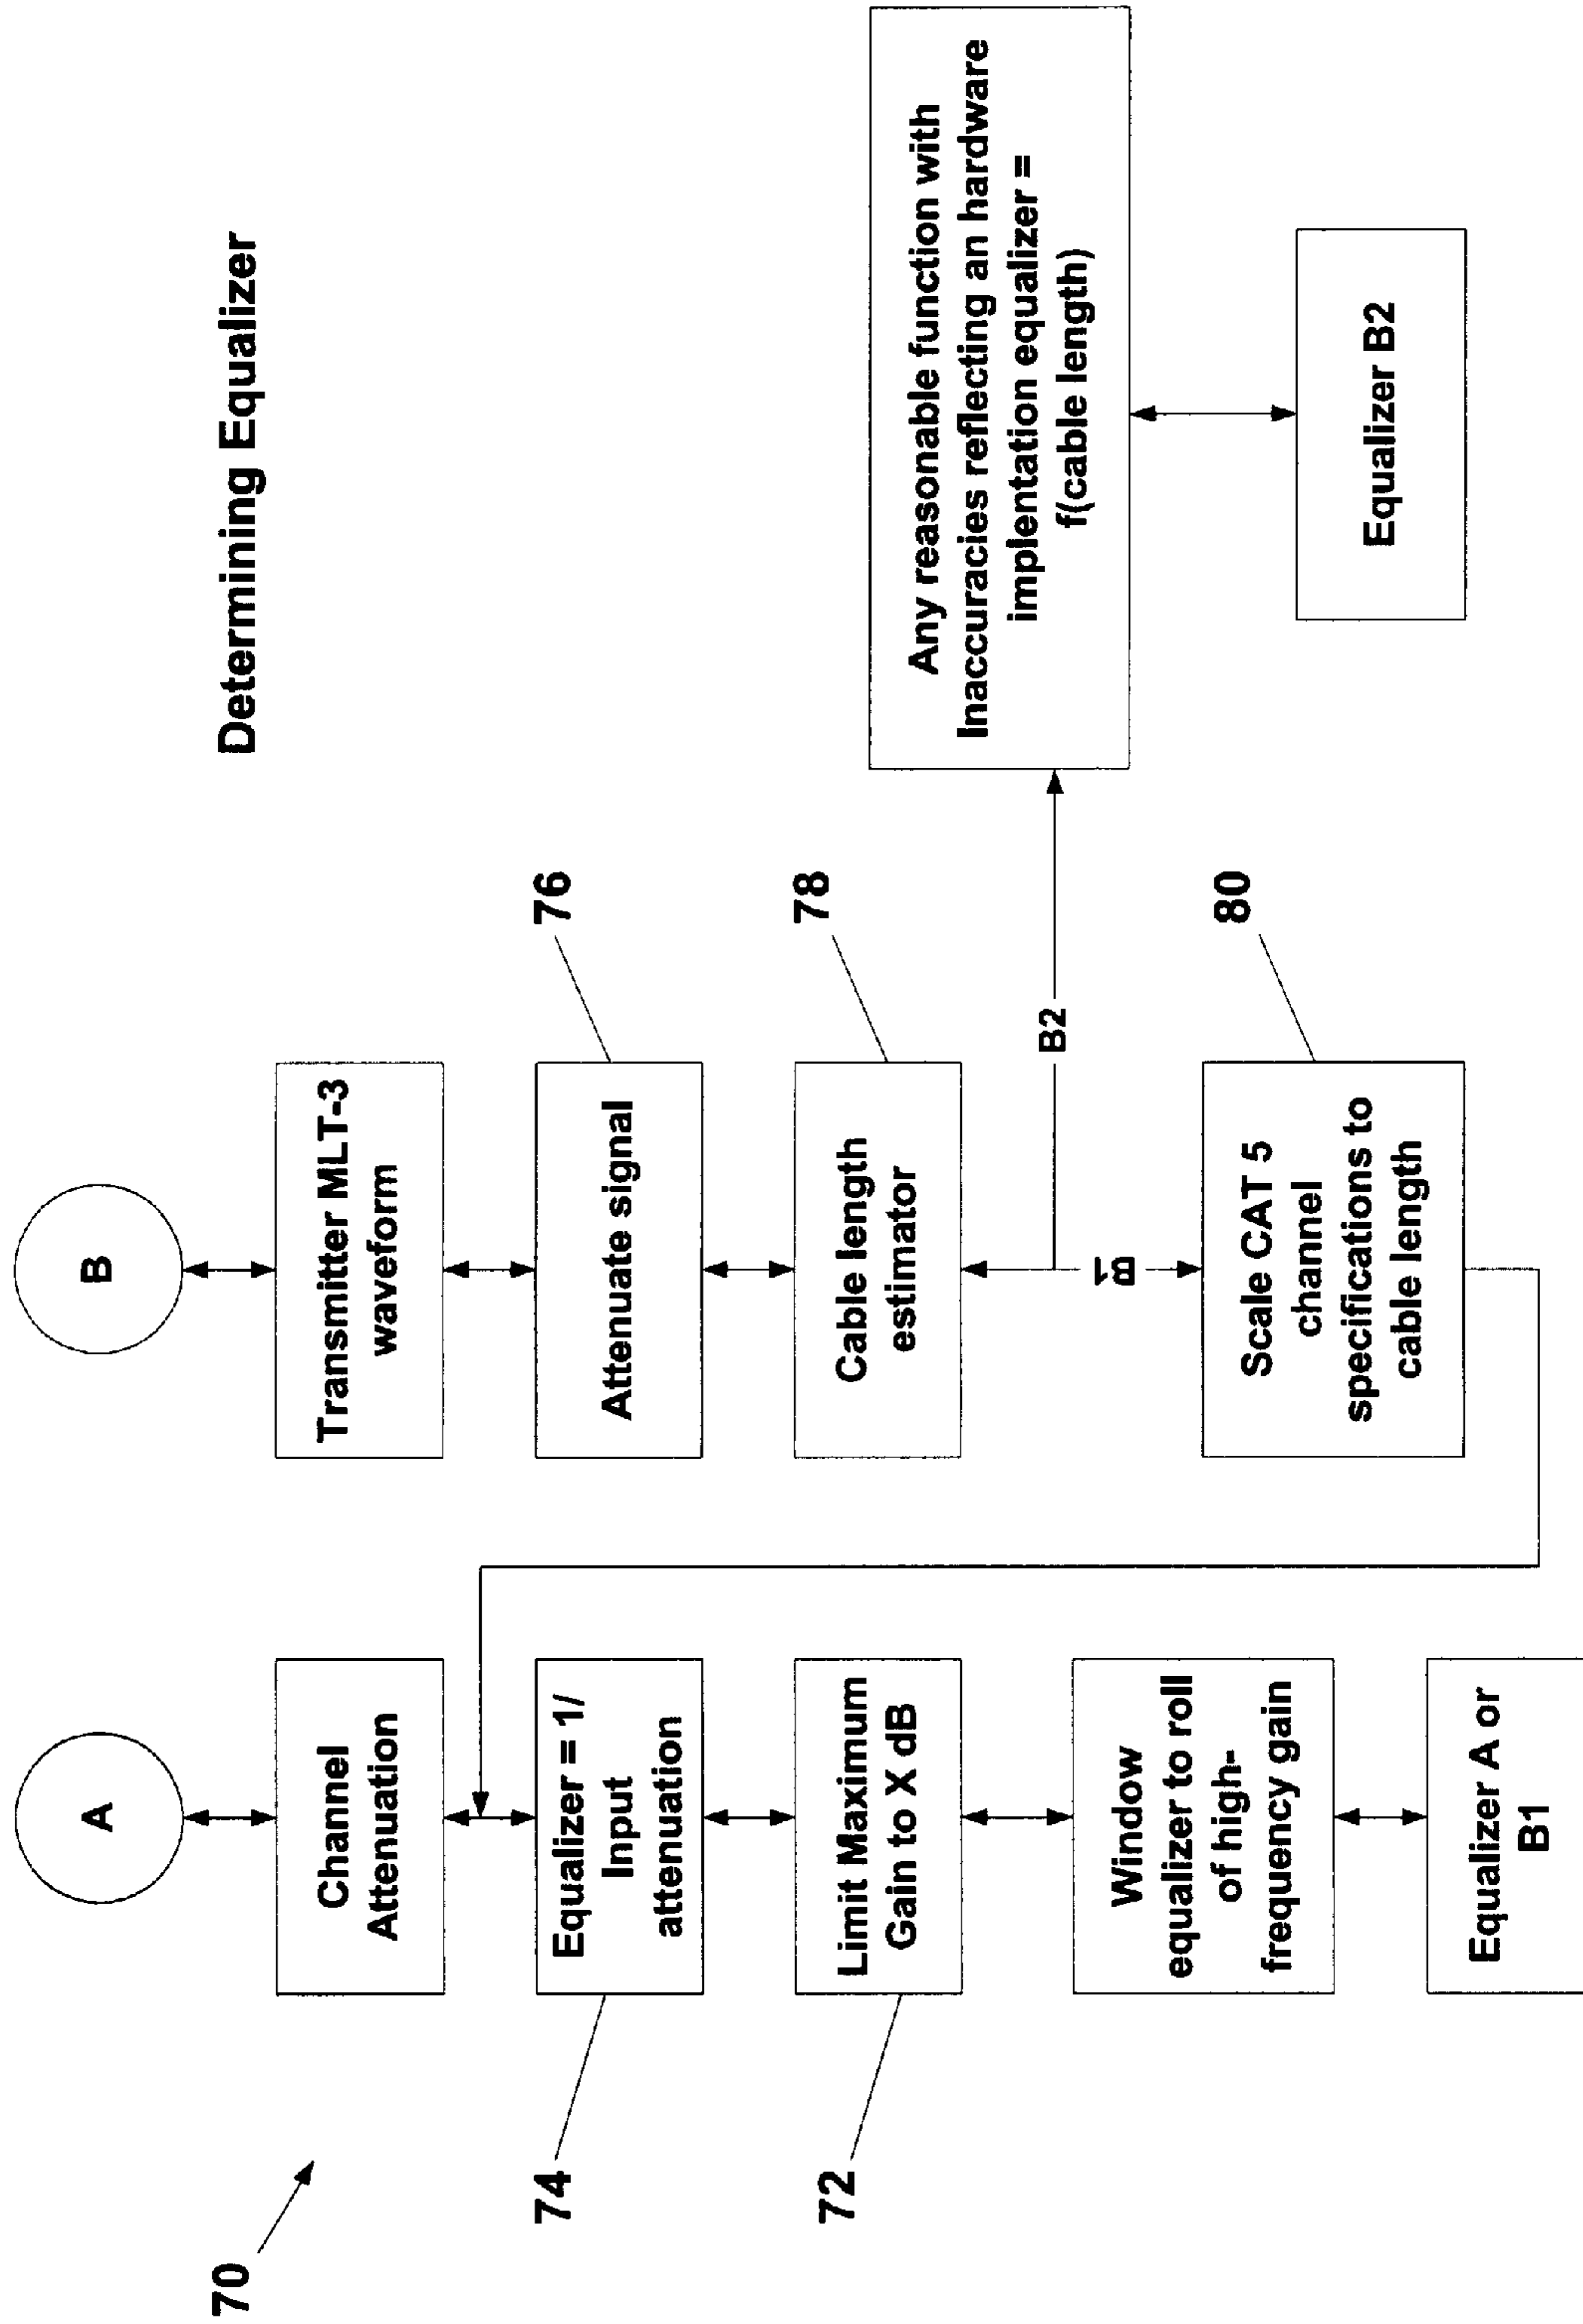 Determining Equalizer
70
A
Channel
Attenuation
Equalizer = 1/
Input
attenuation
74
Limit Maximum
Gain to X dB
72
Window
equalizer to roll
of high-
frequency gain
Equalizer A or
B1
B
Transmitter MLT-3
waveform
Attenuate signal
76
Cable length
estimator
78
B2
B1
Scale CAT 5
channel
specifications to
cable length
80
Any reasonable function with
inaccuracies reflecting an hardware
implentation equalizer =
f(cable length)
Equalizer B2